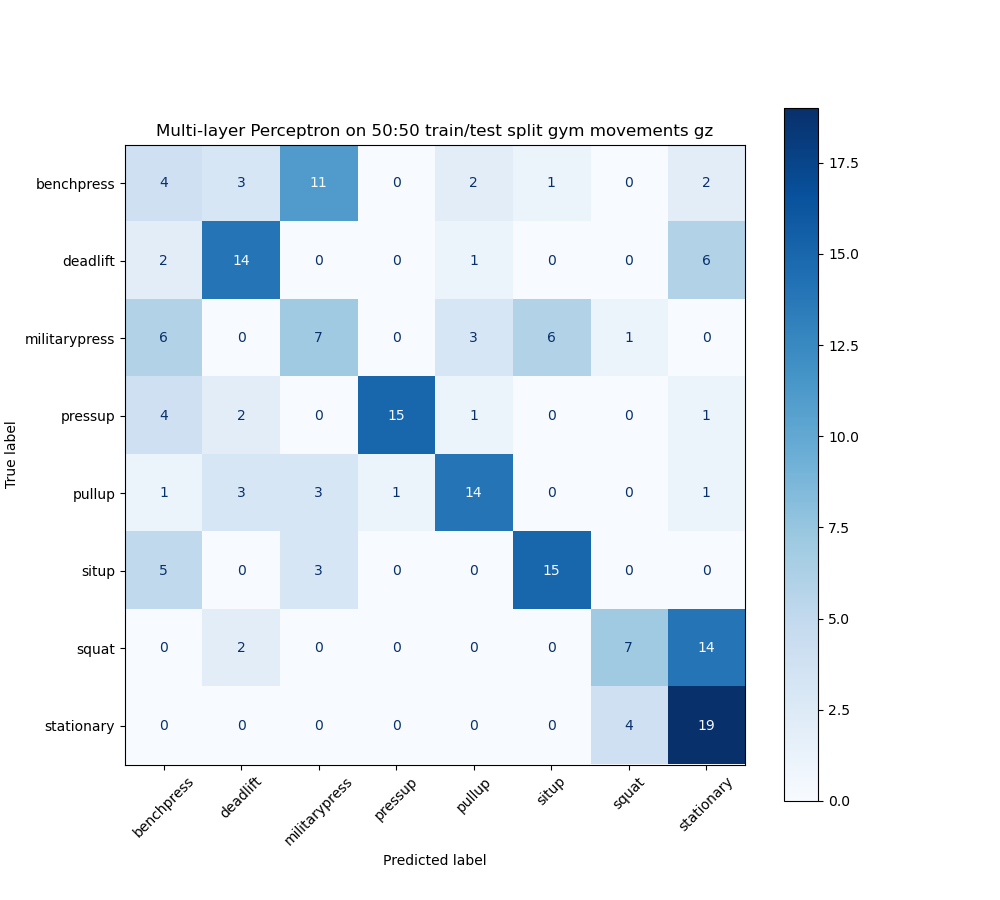 Multi-layer Perceptron on 50:50 train/test split gym movements gz
benchpress 4 3 11 0 2 1 0 2
deadlift 2 14 0 0 1 0 0 6
militarypress 6 0 7 0 3 6 1 0
pressup 4 2 0 15 1 0 0 1
pullup 1 3 3 1 14 0 0 1
situp 5 0 3 0 0 15 0 0
squat 0 2 0 0 0 0 7 14
stationary 0 0 0 0 0 0 4 19
True label
benchpress deadlift militarypress pressup pullup situp squat stationary
Predicted label
17.5
15.0
12.5
10.0
7.5
5.0
2.5
0.0